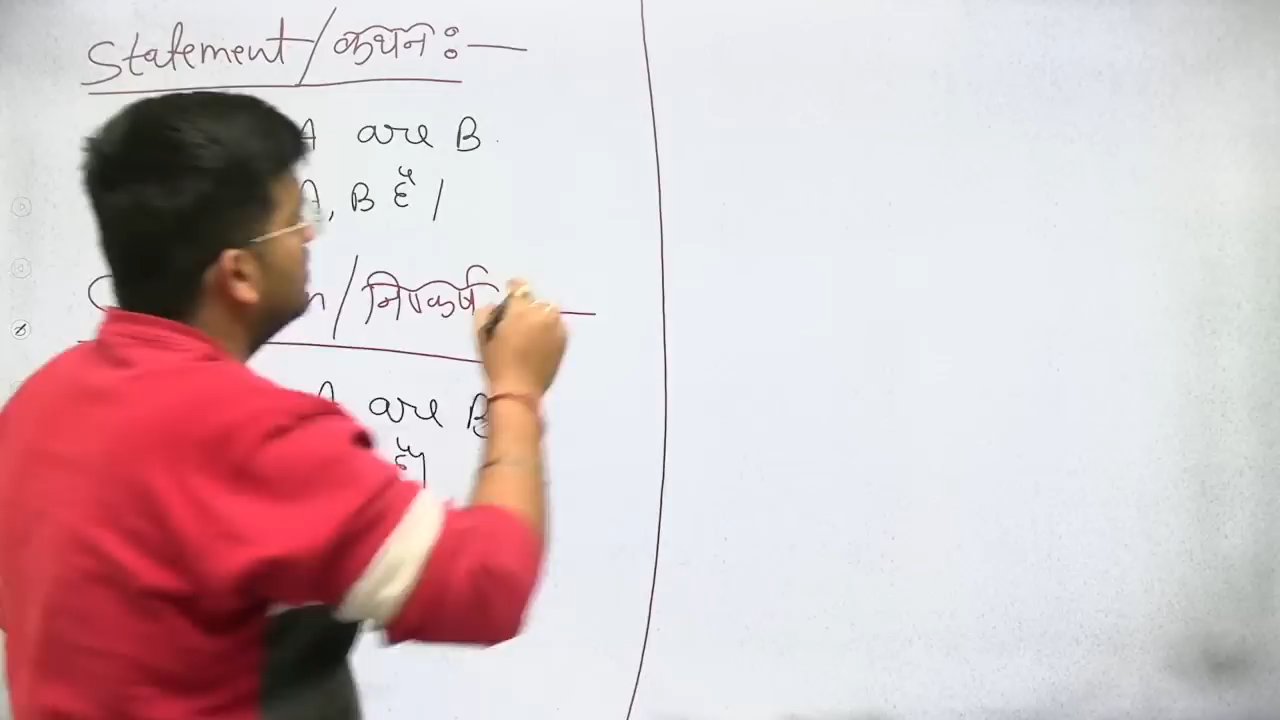 Statement/कथन :—
A are B.
A, B हैं |
/निष्कर्ष —
A are B
हैं|